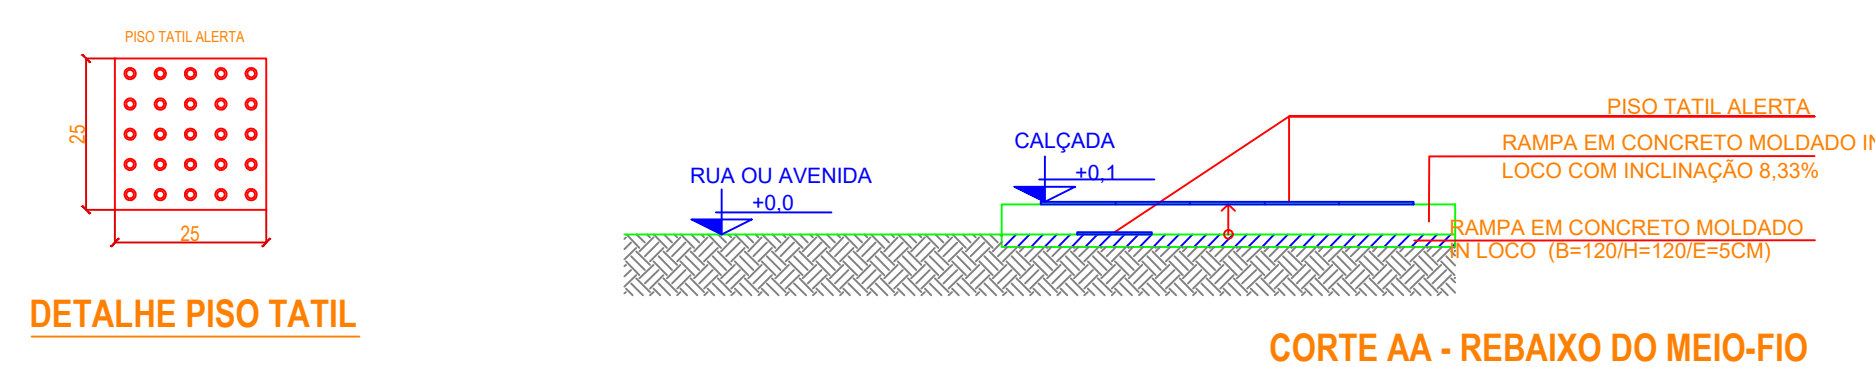 PISO TATIL ALERTA
25
25
DETALHE PISO TATIL
RUA OU AVENIDA
+0,0
CALÇADA
+0,1
PISO TATIL ALERTA
RAMPA EM CONCRETO MOLDADO IN
LOCO COM INCLINAÇÃO 8,33%
RAMPA EM CONCRETO MOLDADO
IN LOCO (B=120/H=120/E=5CM)
CORTE AA - REBAIXO DO MEIO-FIO